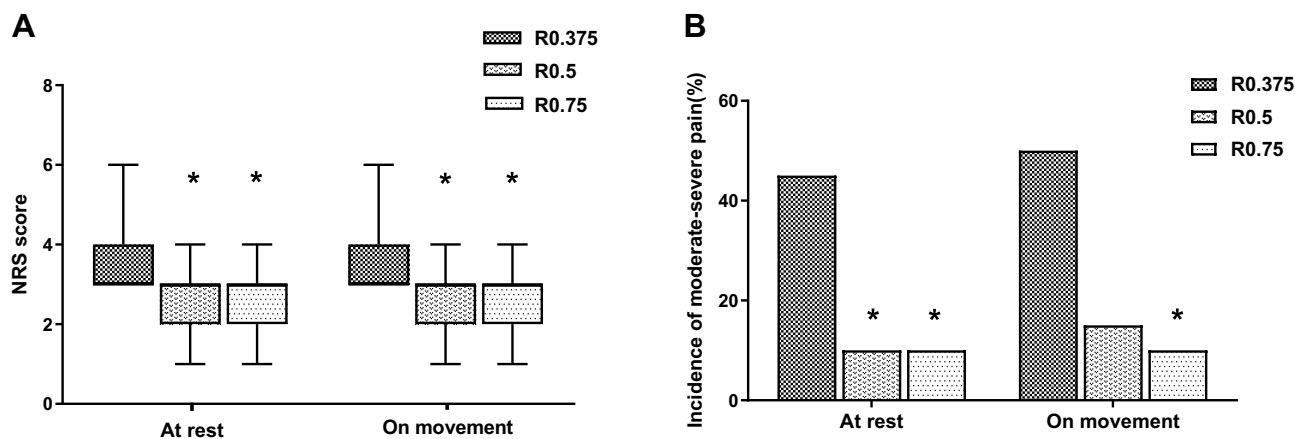 A
R0.375
R0.5
R0.75
NRS score
8
6
4
2
0
*
*
*
*
At rest
On movement
B
R0.375
R0.5
R0.75
Incidence of moderate-severe pain(%)
60
40
20
0
*
*
*
At rest
On movement